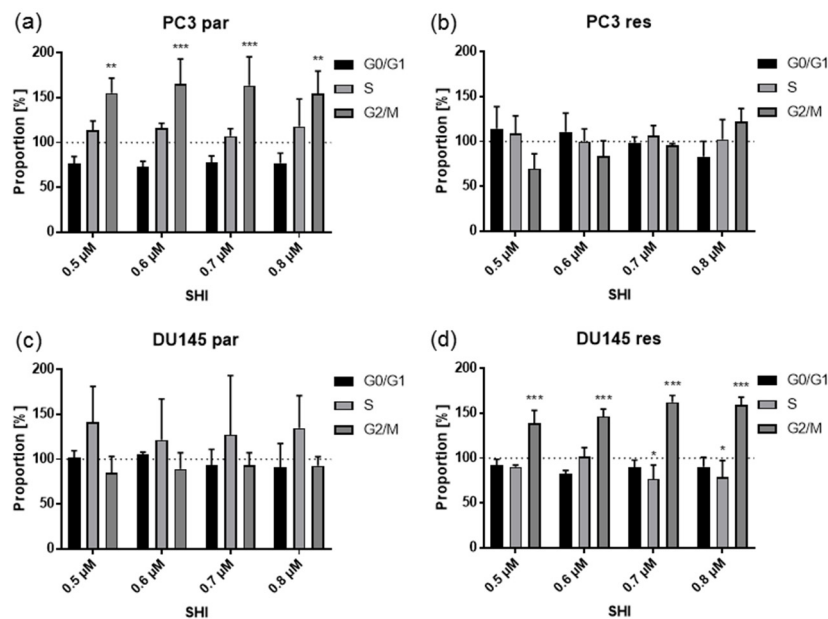 (a) PC3 par
Proportion [%]
200
150
100
50
0
** *** *** **
G0/G1
S
G2/M
0.5 µM 0.6 µM 0.7 µM 0.8 µM
SHI
(b) PC3 res
Proportion [%]
200
150
100
50
0
G0/G1
S
G2/M
0.5 µM 0.6 µM 0.7 µM 0.8 µM
SHI
(c) DU145 par
Proportion [%]
200
150
100
50
0
G0/G1
S
G2/M
0.5 µM 0.6 µM 0.7 µM 0.8 µM
SHI
(d) DU145 res
Proportion [%]
200
150
100
50
0
*** *** *** ***
* *
G0/G1
S
G2/M
0.5 µM 0.6 µM 0.7 µM 0.8 µM
SHI